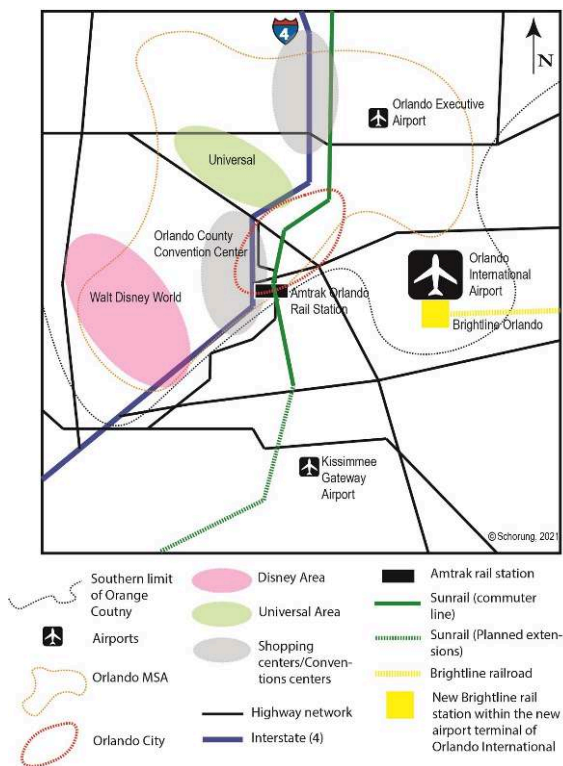 4
N
Orlando Executive
Airport
Universal
Orlando County
Convention Center
Orlando
International
Airport
Walt Disney World
Amtrak Orlando
Rail Station
Brightline Orlando
Kissimmee
Gateway
Airport
© Schorung, 2021
Southern limit
of Orange
Coutny
Airports
Orlando MSA
Orlando City
Disney Area
Universal Area
Shopping
centers/Conven-
tions centers
Highway network
Interstate (4)
Amtrak rail station
Sunrail (commuter
line)
Sunrail (Planned exten-
sions)
Brightline railroad
New Brightline rail
station within the new
airport terminal of
Orlando International